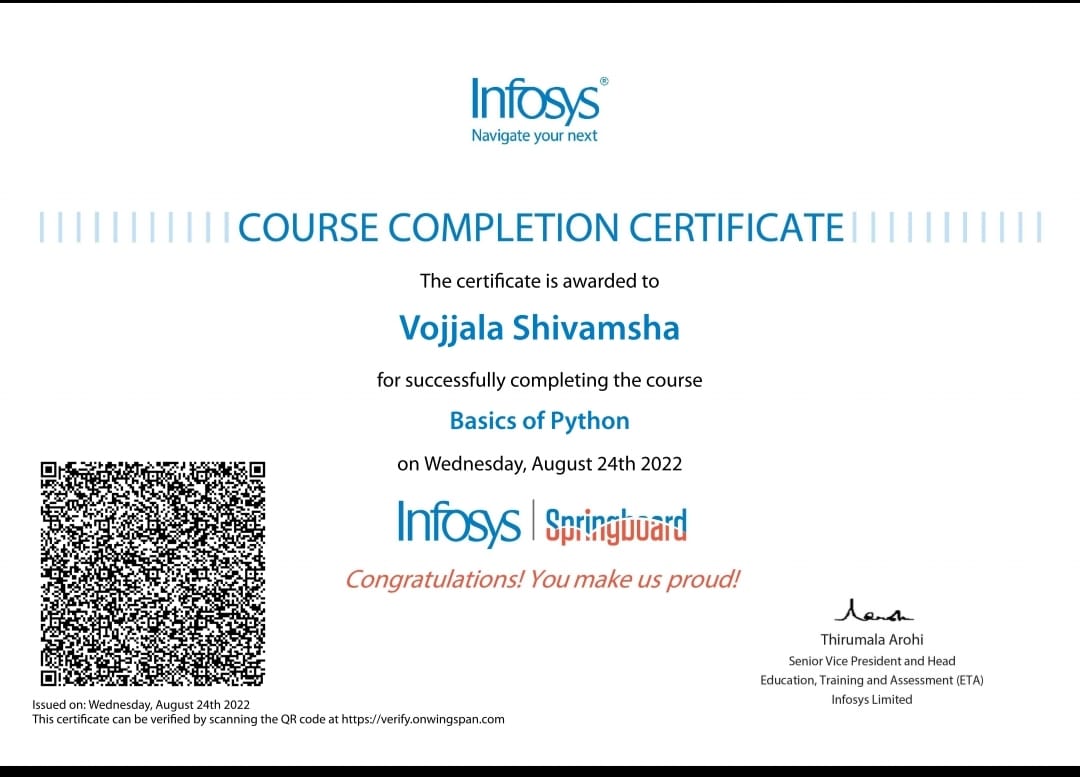 Infosys®
Navigate your next
COURSE COMPLETION CERTIFICATE
The certificate is awarded to
Vojjala Shivamsha
for successfully completing the course
Basics of Python
on Wednesday, August 24th 2022
Infosys | Springboard
Congratulations! You make us proud!
Thirumala Arohi
Senior Vice President and Head
Education, Training and Assessment (ETA)
Infosys Limited
Issued on: Wednesday, August 24th 2022
This certificate can be verified by scanning the QR code at https://verify.onwingspan.com